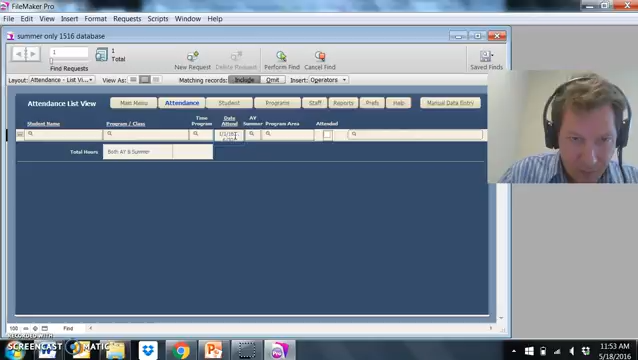 FileMaker Pro
File Edit View Insert Format Requests Scripts Window Help
summer only 1516 database
1
1
Total
Find Requests
New Request Delete Request Perform Find Cancel Find Saved Finds
Layout: Attendance - List Vi... View As: Matching records: Include Omit Insert: Operators
Attendance List View Main Menu Attendance Student Programs Staff Reports Prefs Help Manual Data Entry
Student Name Program / Class Time Program Date Attend AY Summer Program Area Attended
Total Hours Both AY & Summer
100 Find
RECORDED WITH
SCREENCAST MATIC
11:53 AM
5/18/2016